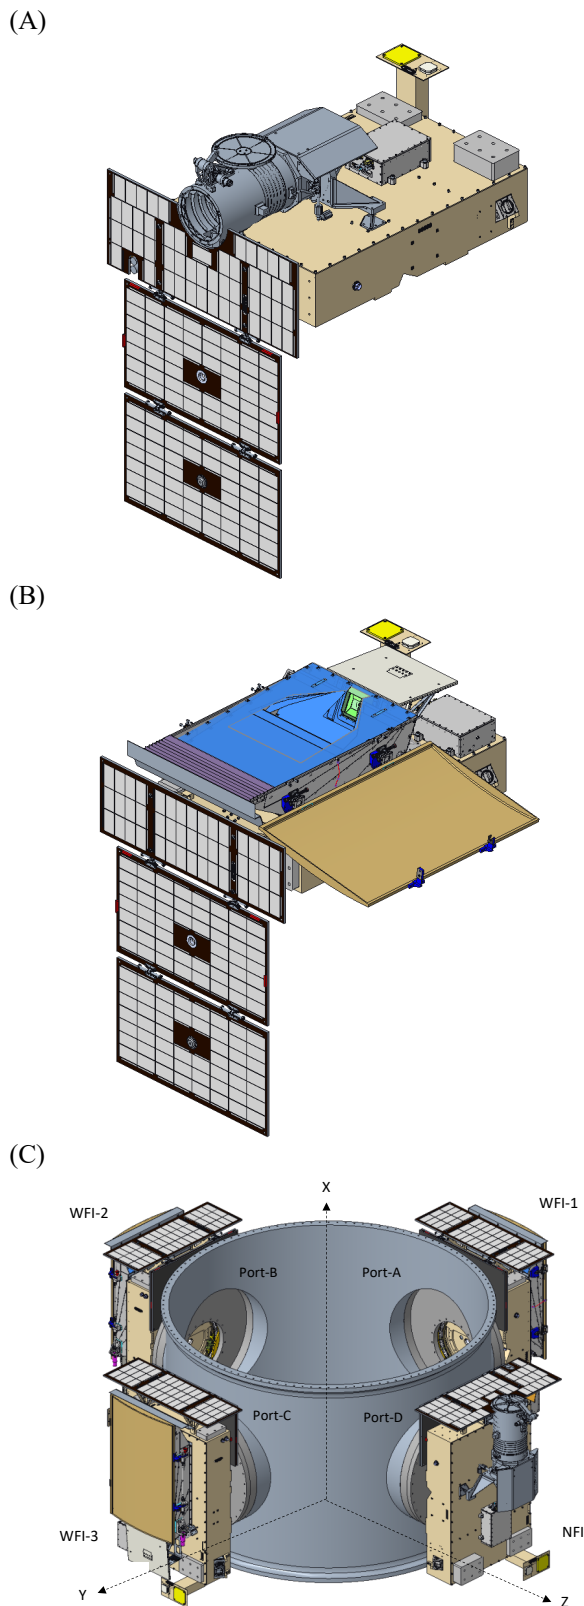 (A)
(B)
(C)
X
WFI-2
WFI-1
Port-B
Port-A
Port-C
Port-D
WFI-3
NFI
Y
Z